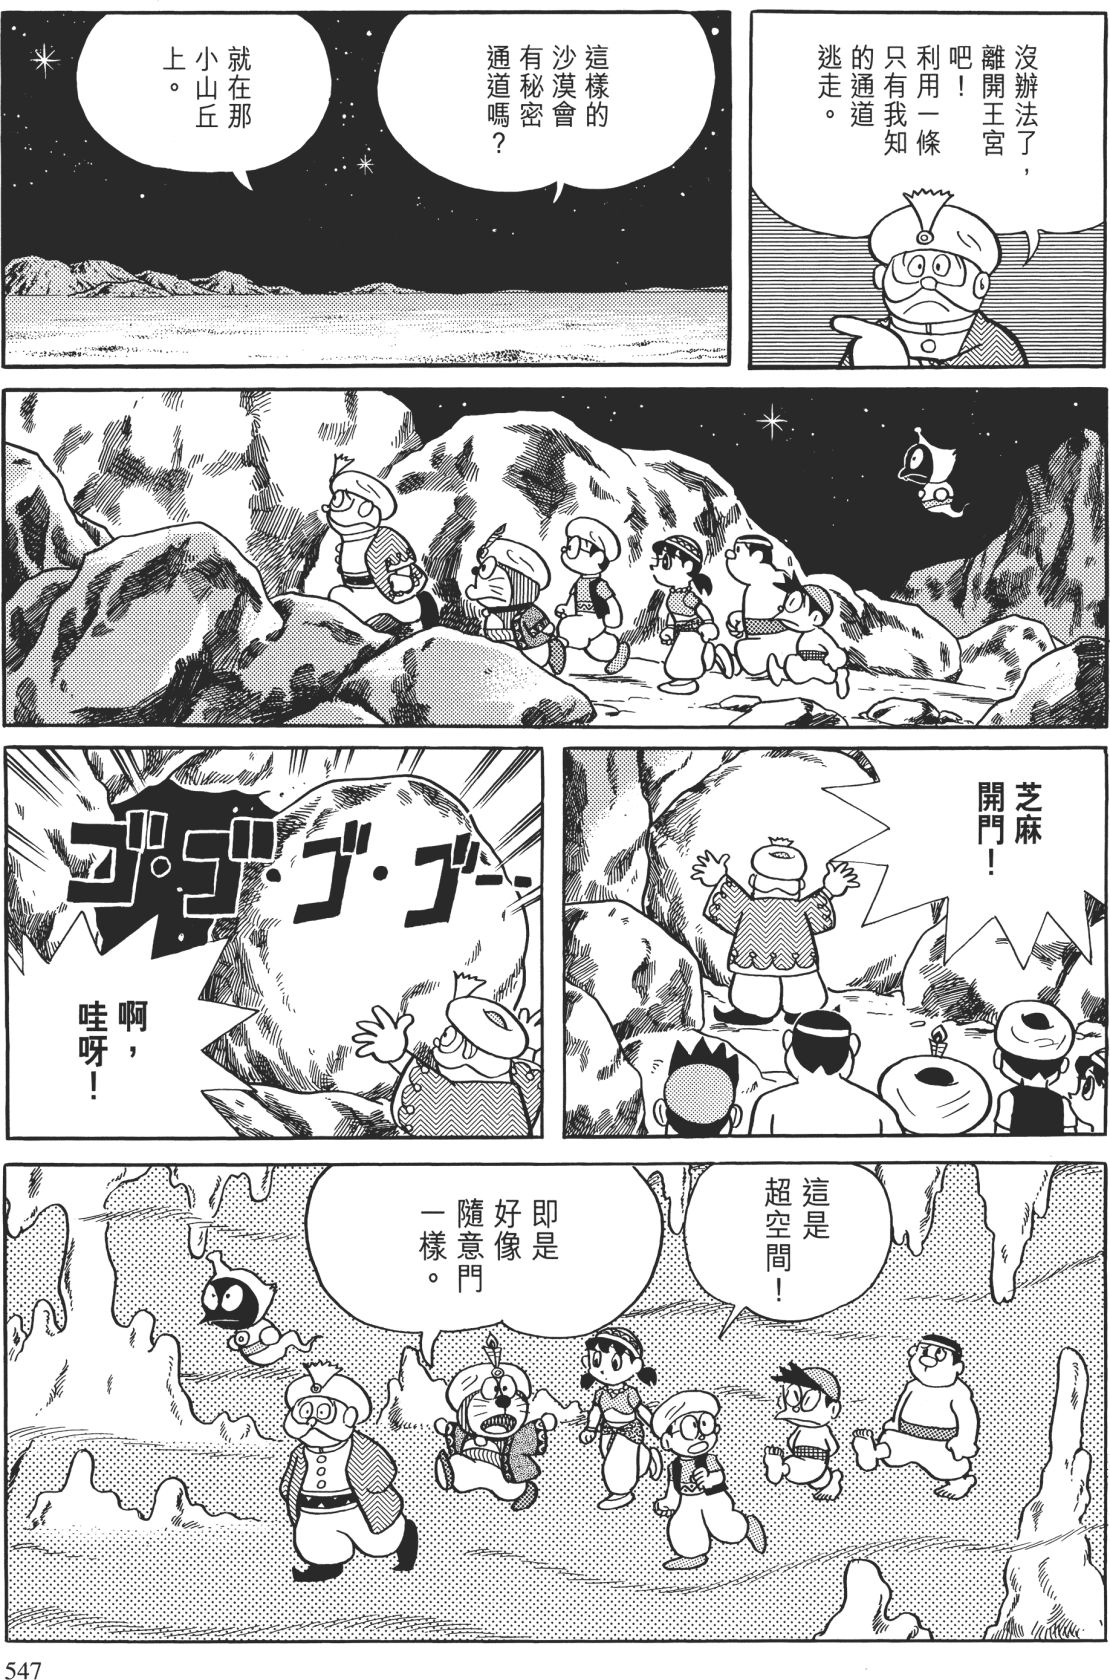 沒辦法了，
離開王宮
吧！
利用一條
只有我知
的通道
逃走。
這樣的
沙漠會
有秘密
通道嗎？
就在那
小山丘
上。
芝麻
開門！
ゴ・ゴ・ゴ・ゴー…
啊，
哇呀！
這是
超空間！
即是
好像
隨意門
一樣。
547